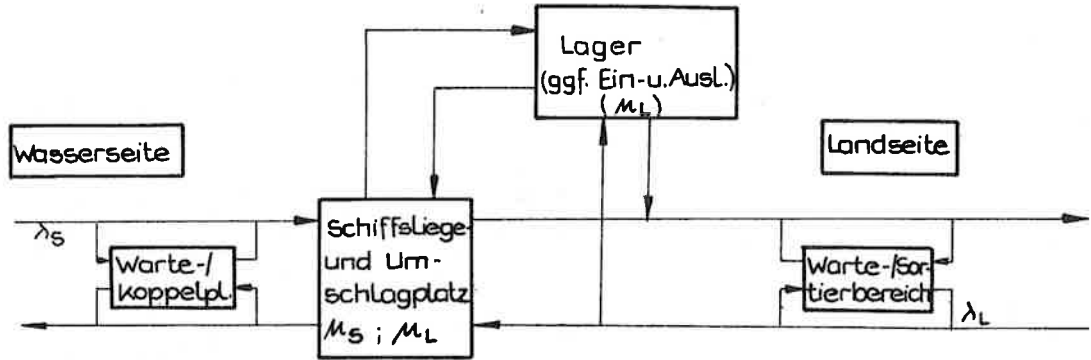 Lager
(ggf. Ein-u. Ausl.)
(μL)
Wasserseite
Landseite
λS
Schiffsliege-
und Um-
schlagplatz
μS ; μL
Warte-/
koppelpl.
Warte-/Sor-
tierbereich
λL